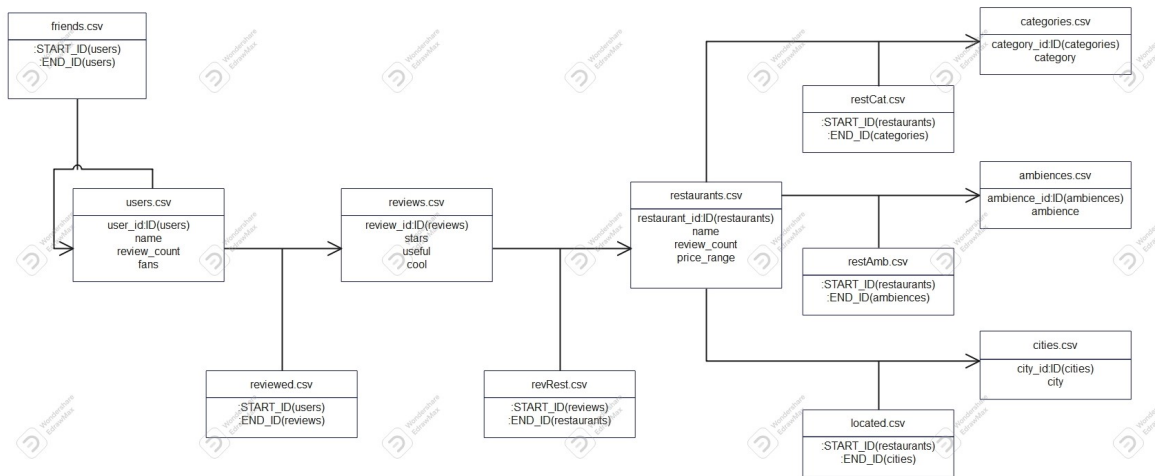 friends.csv
:START_ID(users)
:END_ID(users)
users.csv
user_id:ID(users)
name
review_count
fans
reviewed.csv
:START_ID(users)
:END_ID(reviews)
reviews.csv
review_id:ID(reviews)
stars
useful
cool
revRest.csv
:START_ID(reviews)
:END_ID(restaurants)
restaurants.csv
restaurant_id:ID(restaurants)
name
review_count
price_range
categories.csv
category_id:ID(categories)
category
restCat.csv
:START_ID(restaurants)
:END_ID(categories)
ambiences.csv
ambience_id:ID(ambiences)
ambience
restAmb.csv
:START_ID(restaurants)
:END_ID(ambiences)
cities.csv
city_id:ID(cities)
city
located.csv
:START_ID(restaurants)
:END_ID(cities)
Wondershare
EdrawMax